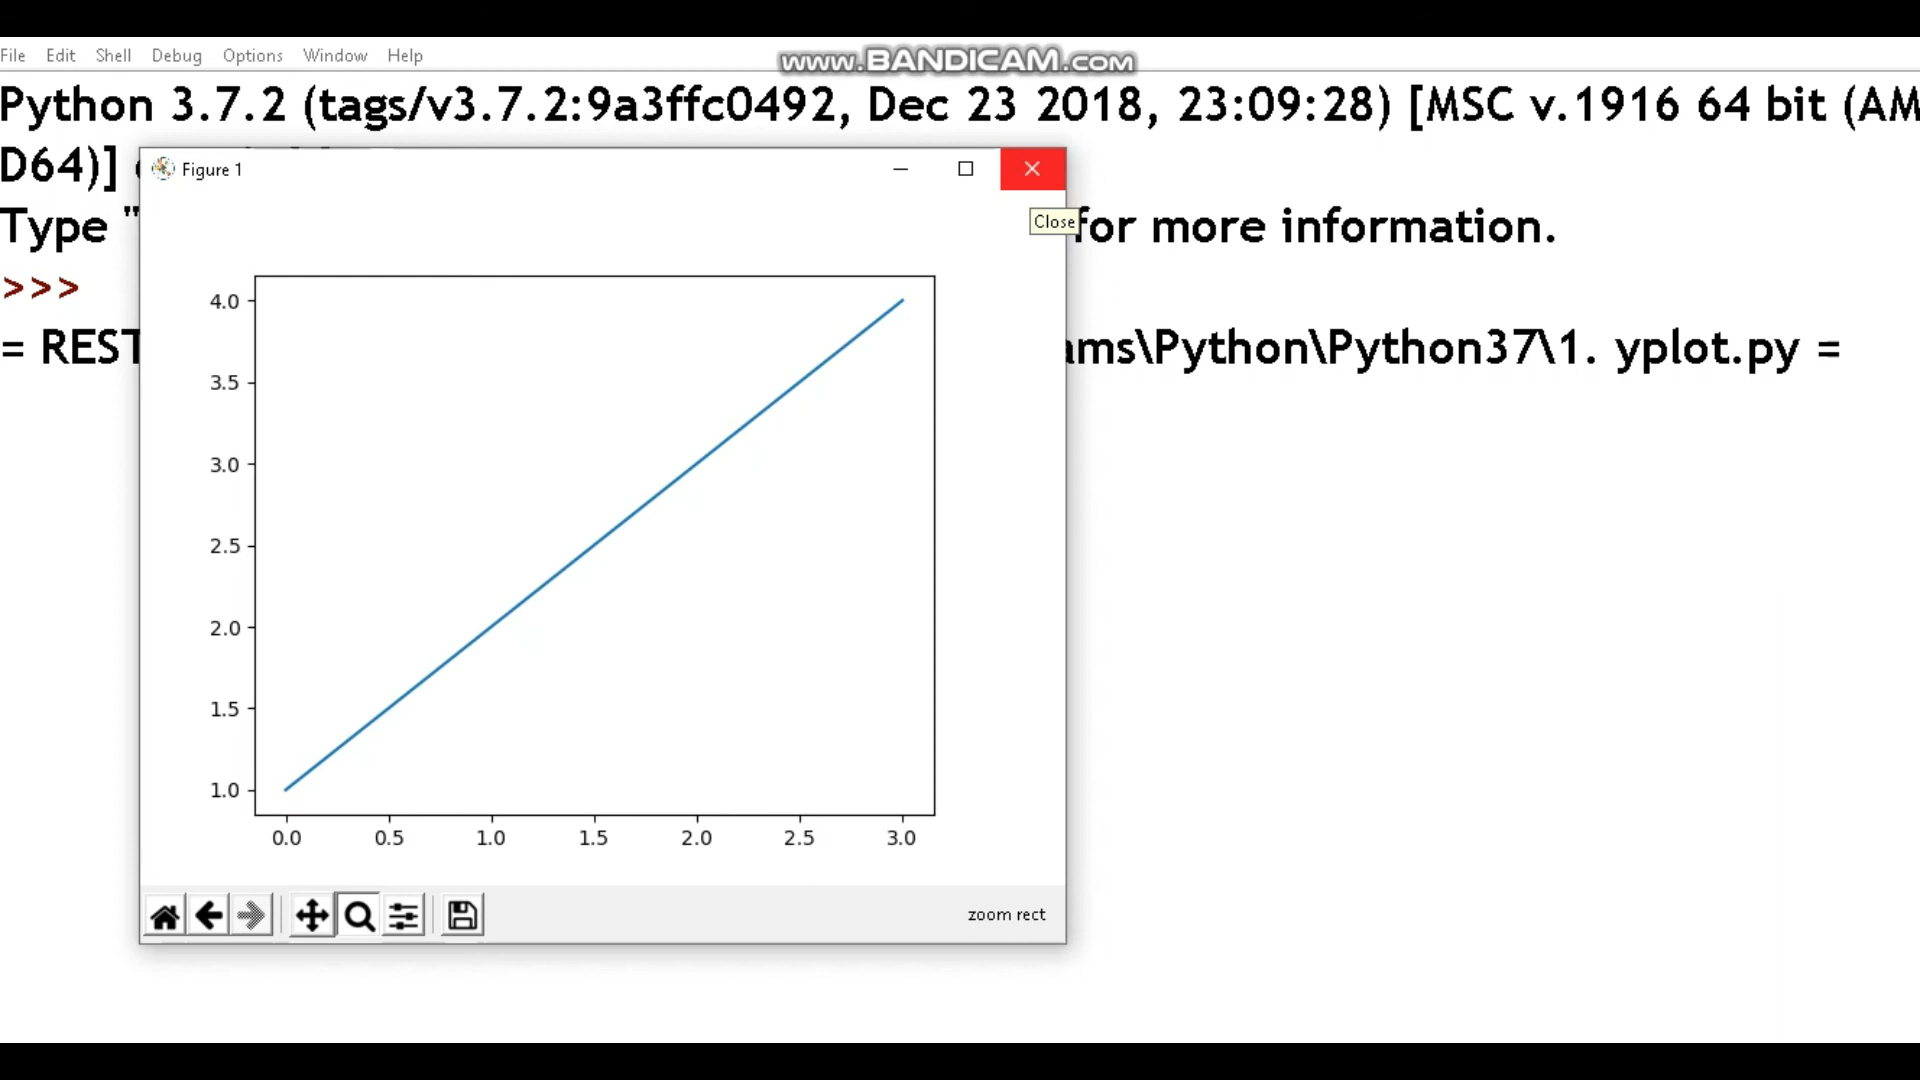 File Edit Shell Debug Options Window Help
www.BANDICAM.com
Python 3.7.2 (tags/v3.7.2:9a3ffc0492, Dec 23 2018, 23:09:28) [MSC v.1916 64 bit (AM
D64)]
Figure 1
Close
Type " for more information.
>>>
= REST ams\Python\Python37\1. yplot.py =
4.0
3.5
3.0
2.5
2.0
1.5
1.0
0.0 0.5 1.0 1.5 2.0 2.5 3.0
zoom rect